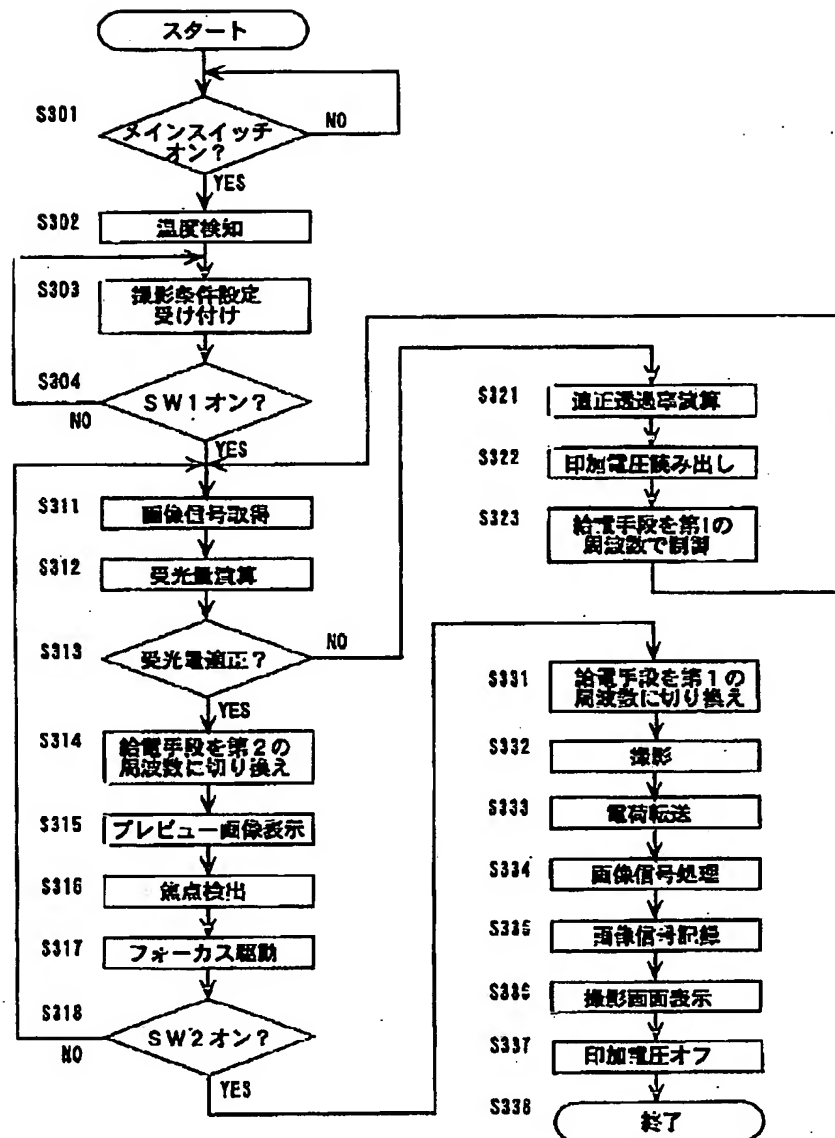 スタート
S301
メインスイッチ
オン?
NO
YES
S302
温度検知
S303
撮影条件設定
受け付け
S304
SW1オン?
NO
YES
S311
画像信号取得
S312
受光量演算
S313
受光量適正?
NO
YES
S314
給電手段を第2の
周波数に切り換え
S315
プレビュー画像表示
S316
焦点検出
S317
フォーカス駆動
S318
SW2オン?
NO
YES
S321
適正透過率演算
S322
印加電圧読み出し
S323
給電手段を第1の
周波数で制御
S331
給電手段を第1の
周波数に切り換え
S332
撮影
S333
電荷転送
S334
画像信号処理
S335
画像信号記録
S336
撮影画面表示
S337
印加電圧オフ
S338
終了